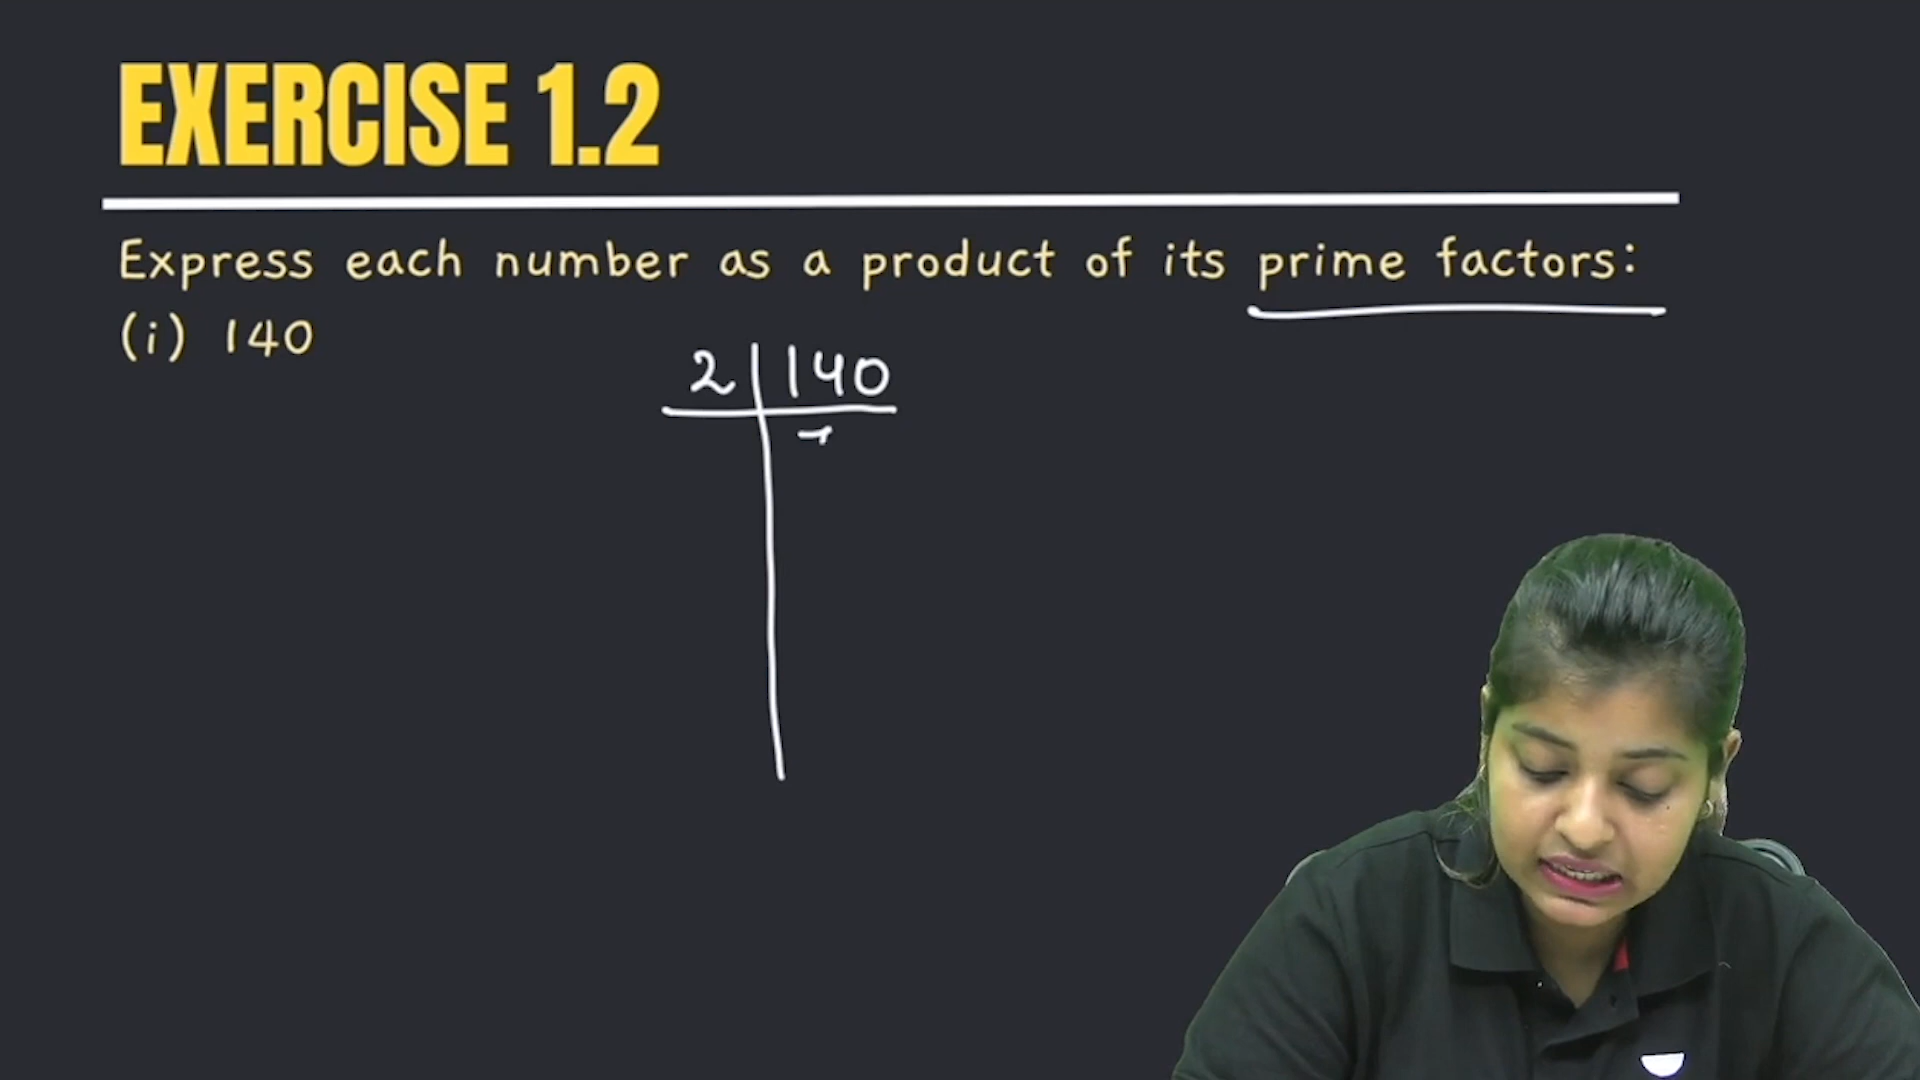 EXERCISE 1.2
Express each number as a product of its prime factors:
(i) 140
2 | 140